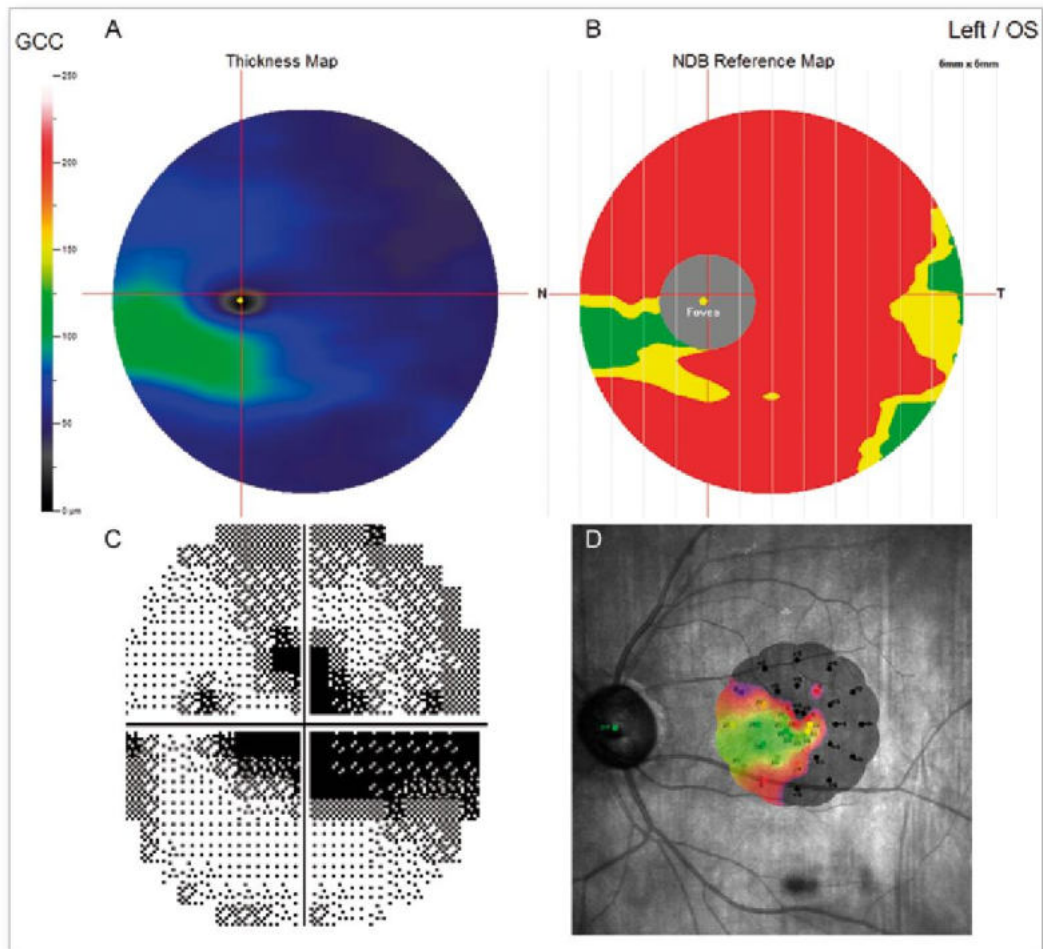 A
B
Left / OS
GCC
Thickness Map
NDB Reference Map
6mm x 6mm
250
200
150
100
50
0 µm
N
T
Fovea
C
D